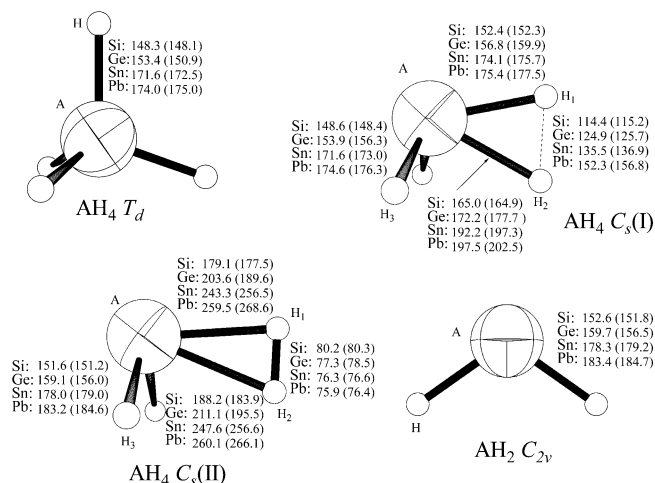 H
Si: 148.3 (148.1)
Ge: 153.4 (150.9)
Sn: 171.6 (172.5)
Pb: 174.0 (175.0)
A
AH4 Td
Si: 152.4 (152.3)
Ge: 156.8 (159.9)
Sn: 174.1 (175.7)
Pb: 175.4 (177.5)
A
H1
Si: 148.6 (148.4)
Ge: 153.9 (156.3)
Sn: 171.6 (173.0)
Pb: 174.6 (176.3)
Si: 114.4 (115.2)
Ge: 124.9 (125.7)
Sn: 135.5 (136.9)
Pb: 152.3 (156.8)
H3
H2
Si: 165.0 (164.9)
Ge: 172.2 (177.7)
Sn: 192.2 (197.3)
Pb: 197.5 (202.5)
AH4 Cs(I)
Si: 179.1 (177.5)
Ge: 203.6 (189.6)
Sn: 243.3 (256.5)
Pb: 259.5 (268.6)
A
H1
Si: 151.6 (151.2)
Ge: 159.1 (156.0)
Sn: 178.0 (179.0)
Pb: 183.2 (184.6)
Si: 80.2 (80.3)
Ge: 77.3 (78.5)
Sn: 76.3 (76.6)
Pb: 75.9 (76.4)
H3
H2
Si: 188.2 (183.9)
Ge: 211.1 (195.5)
Sn: 247.6 (256.6)
Pb: 260.1 (266.1)
AH4 Cs(II)
Si: 152.6 (151.8)
Ge: 159.7 (156.5)
Sn: 178.3 (179.2)
Pb: 183.4 (184.7)
A
H
AH2 C2v